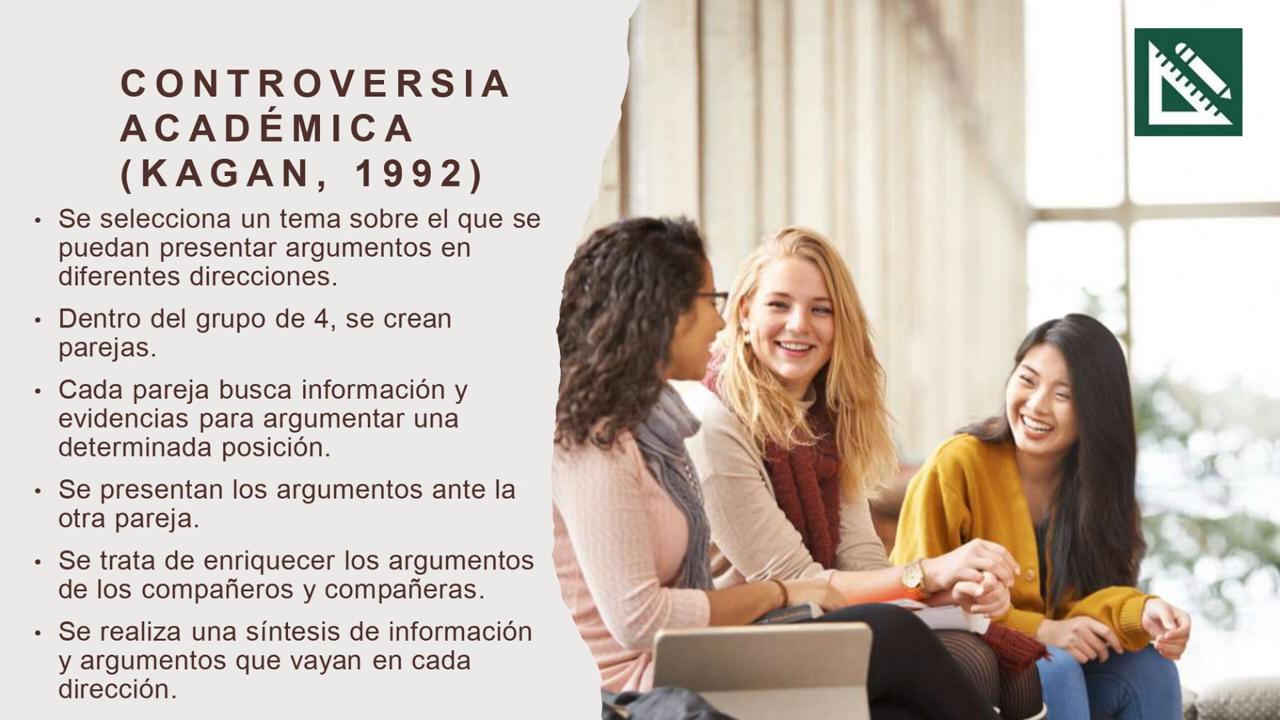 CONTROVERSIA
ACADÉMICA
(KAGAN, 1992)
• Se selecciona un tema sobre el que se
puedan presentar argumentos en
diferentes direcciones.
• Dentro del grupo de 4, se crean
parejas.
• Cada pareja busca información y
evidencias para argumentar una
determinada posición.
• Se presentan los argumentos ante la
otra pareja.
• Se trata de enriquecer los argumentos
de los compañeros y compañeras.
• Se realiza una síntesis de información
y argumentos que vayan en cada
dirección.